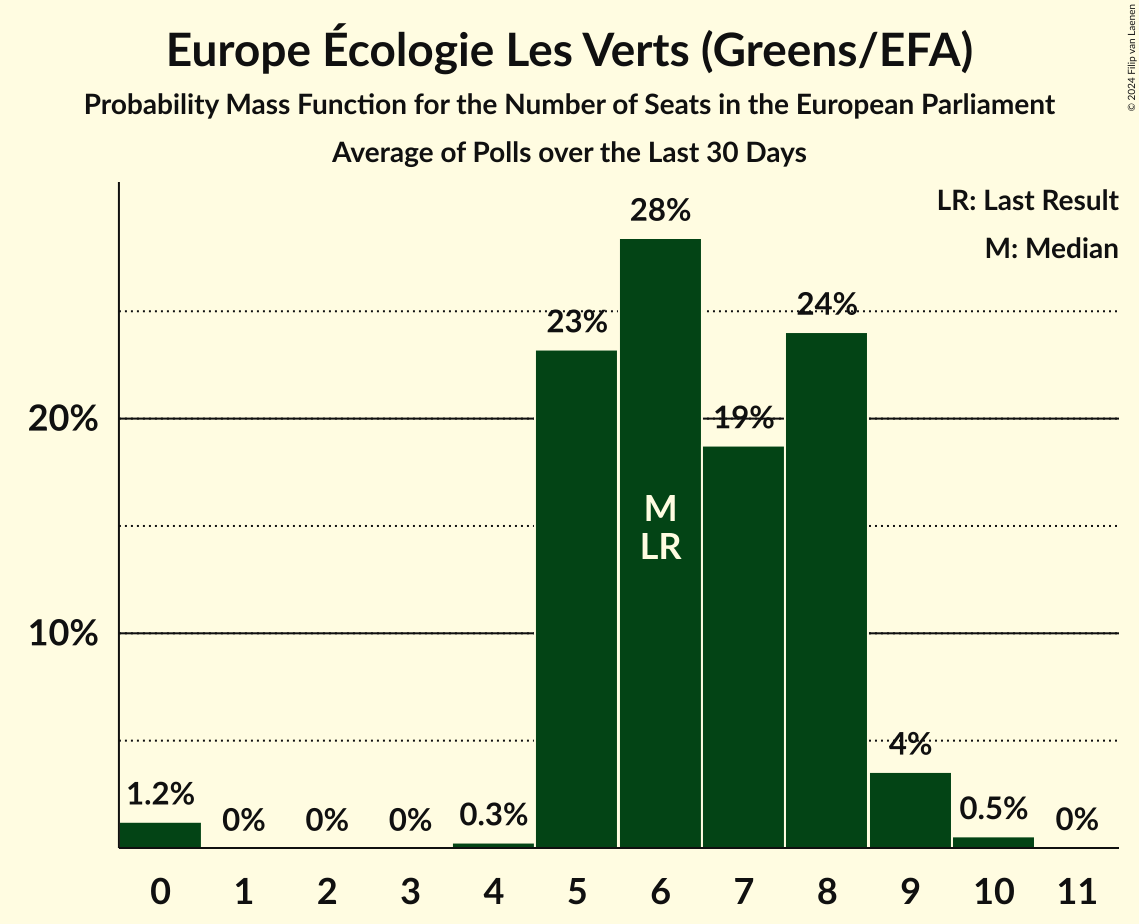 Europe Écologie Les Verts (Greens/EFA)
Probability Mass Function for the Number of Seats in the European Parliament
Average of Polls over the Last 30 Days
© 2024 Filip van Laenen
LR: Last Result
M: Median
28%
24%
23%
20%
19%
M
LR
10%
4%
1.2%
0%
0%
0%
0.3%
0.5%
0%
0 1 2 3 4 5 6 7 8 9 10 11